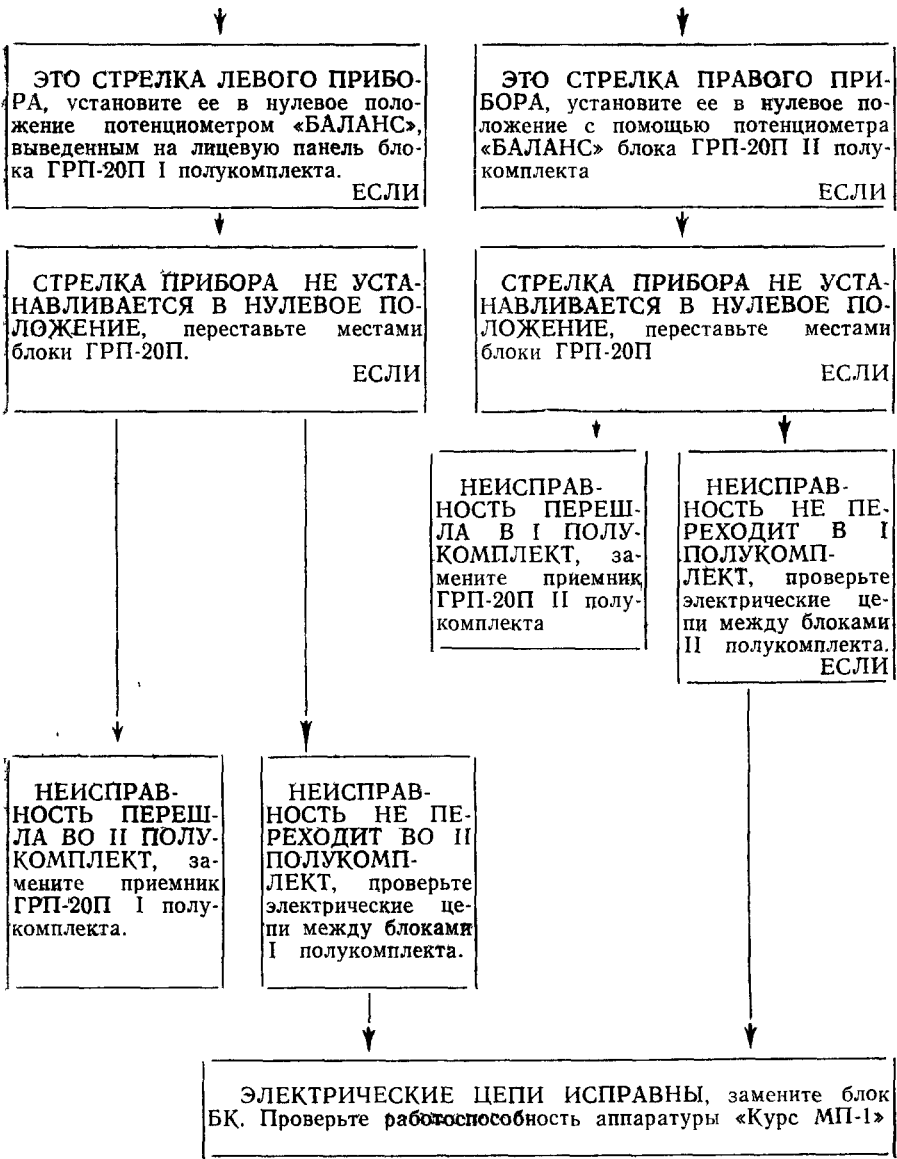 ЭТО СТРЕЛКА ЛЕВОГО ПРИБО-
РА, установите ее в нулевое поло-
жение потенциометром «БАЛАНС»,
выведенным на лицевую панель бло-
ка ГРП-20П I полукомплекта.
ЕСЛИ
ЭТО СТРЕЛКА ПРАВОГО ПРИ-
БОРА, установите ее в нулевое по-
ложение с помощью потенциометра
«БАЛАНС» блока ГРП-20П II полу-
комплекта
ЕСЛИ
СТРЕЛКА ПРИБОРА НЕ УСТА-
НАВЛИВАЕТСЯ В НУЛЕВОЕ ПО-
ЛОЖЕНИЕ, переставьте местами
блоки ГРП-20П.
ЕСЛИ
СТРЕЛКА ПРИБОРА НЕ УСТА-
НАВЛИВАЕТСЯ В НУЛЕВОЕ ПО-
ЛОЖЕНИЕ, переставьте местами
блоки ГРП-20П
ЕСЛИ
НЕИСПРАВ-
НОСТЬ ПЕРЕШ-
ЛА В I ПОЛУ-
КОМПЛЕКТ, за-
мените приемник
ГРП-20П II полу-
комплекта
НЕИСПРАВ-
НОСТЬ НЕ ПЕ-
РЕХОДИТ В I
ПОЛУКОМП-
ЛЕКТ, проверьте
электрические це-
пи между блоками
II полукомплекта.
ЕСЛИ
НЕИСПРАВ-
НОСТЬ ПЕРЕШ-
ЛА ВО II ПОЛУ-
КОМПЛЕКТ, за-
мените приемник
ГРП-20П I полу-
комплекта.
НЕИСПРАВ-
НОСТЬ НЕ ПЕ-
РЕХОДИТ ВО II
ПОЛУКОМП-
ЛЕКТ, проверьте
электрические це-
пи между блоками
I полукомплекта.
ЭЛЕКТРИЧЕСКИЕ ЦЕПИ ИСПРАВНЫ, замените блок
БК. Проверьте работоспособность аппаратуры «Курс МП-1»